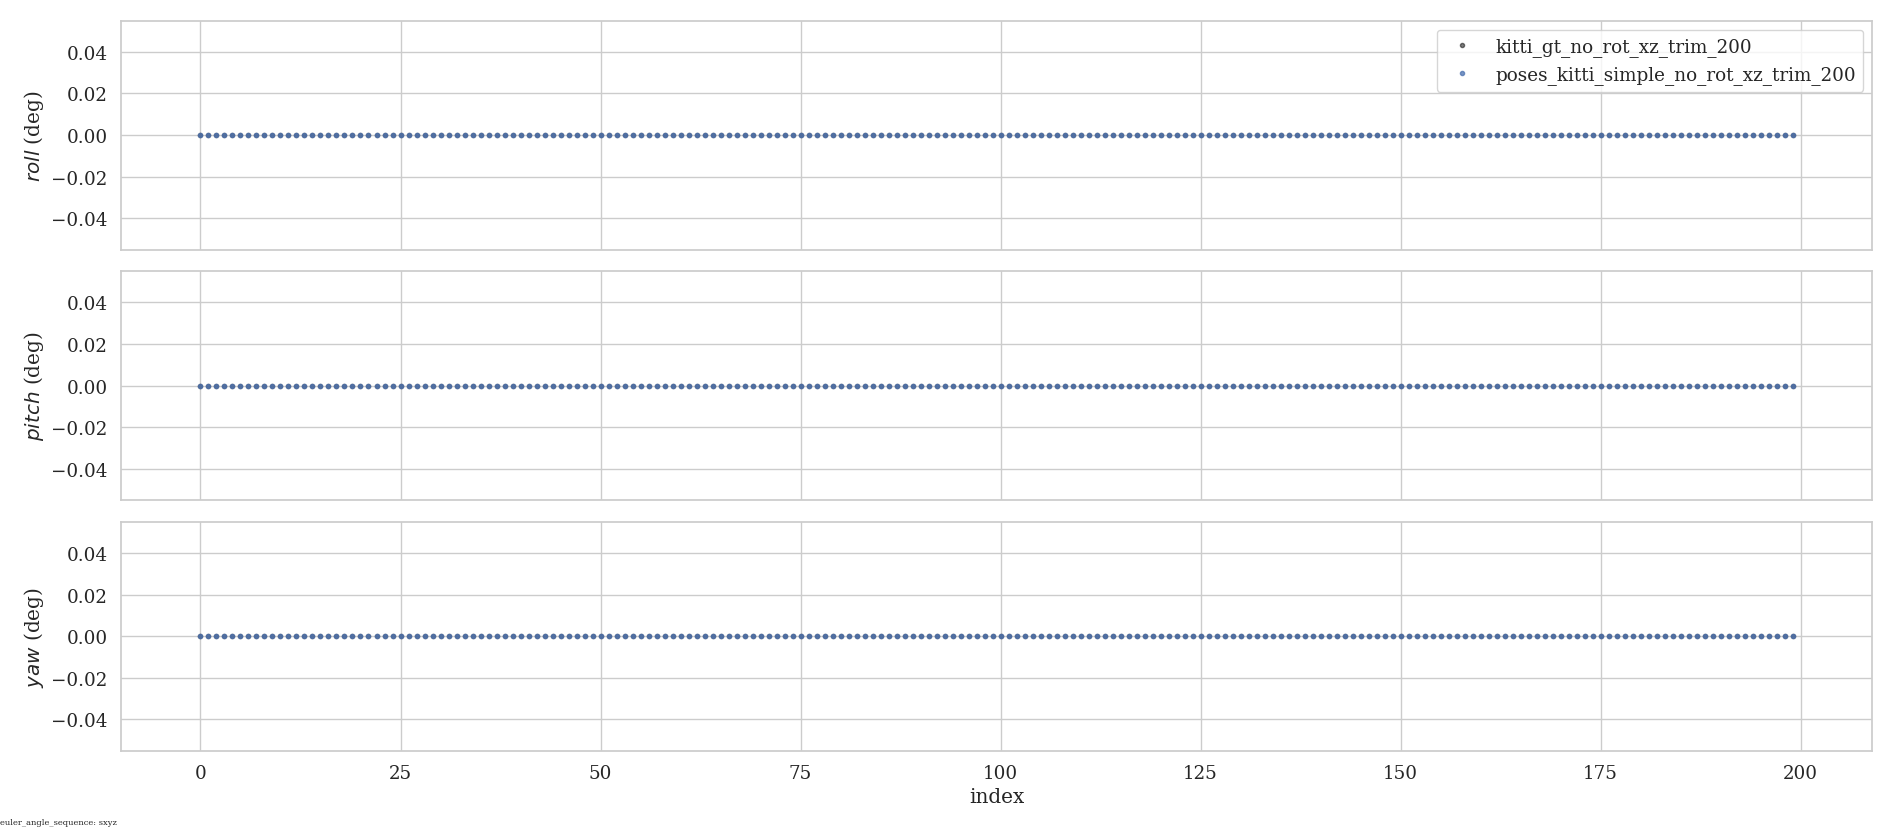 kitti_gt_no_rot_xz_trim_200
poses_kitti_simple_no_rot_xz_trim_200
roll (deg)
0.04
0.02
0.00
−0.02
−0.04
pitch (deg)
0.04
0.02
0.00
−0.02
−0.04
yaw (deg)
0.04
0.02
0.00
−0.02
−0.04
0 25 50 75 100 125 150 175 200
index
euler_angle_sequence: sxyz